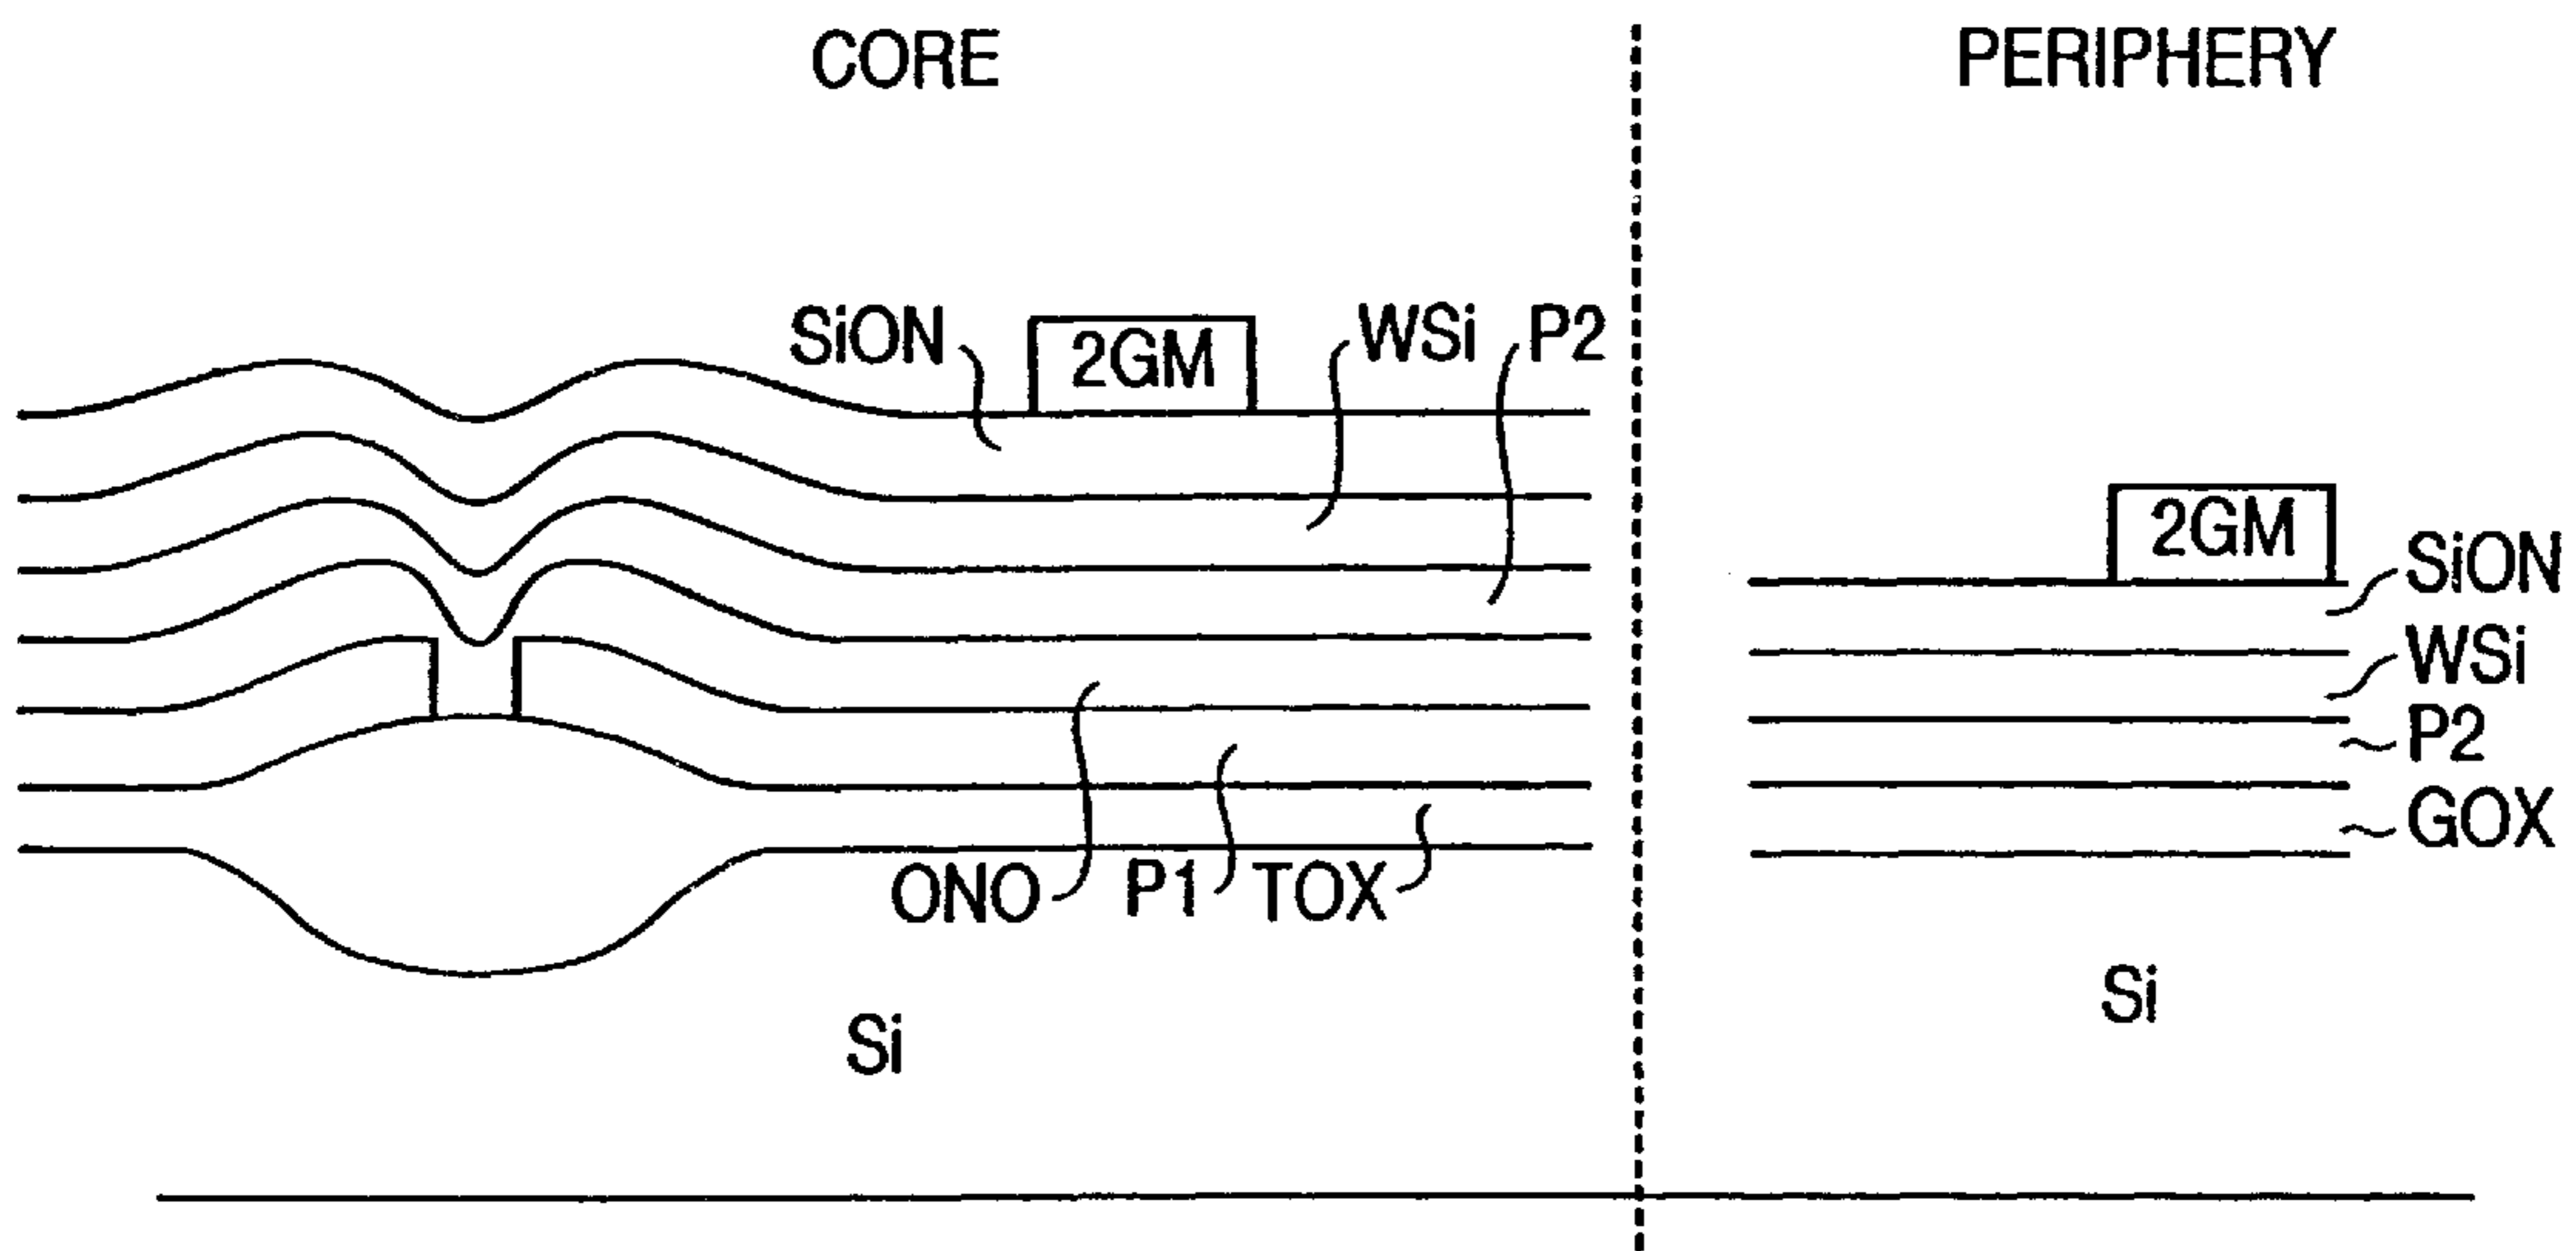 CORE
PERIPHERY
SiON
2GM
WSi
P2
2GM
SiON
WSi
P2
GOX
ONO
P1
TOX
Si
Si